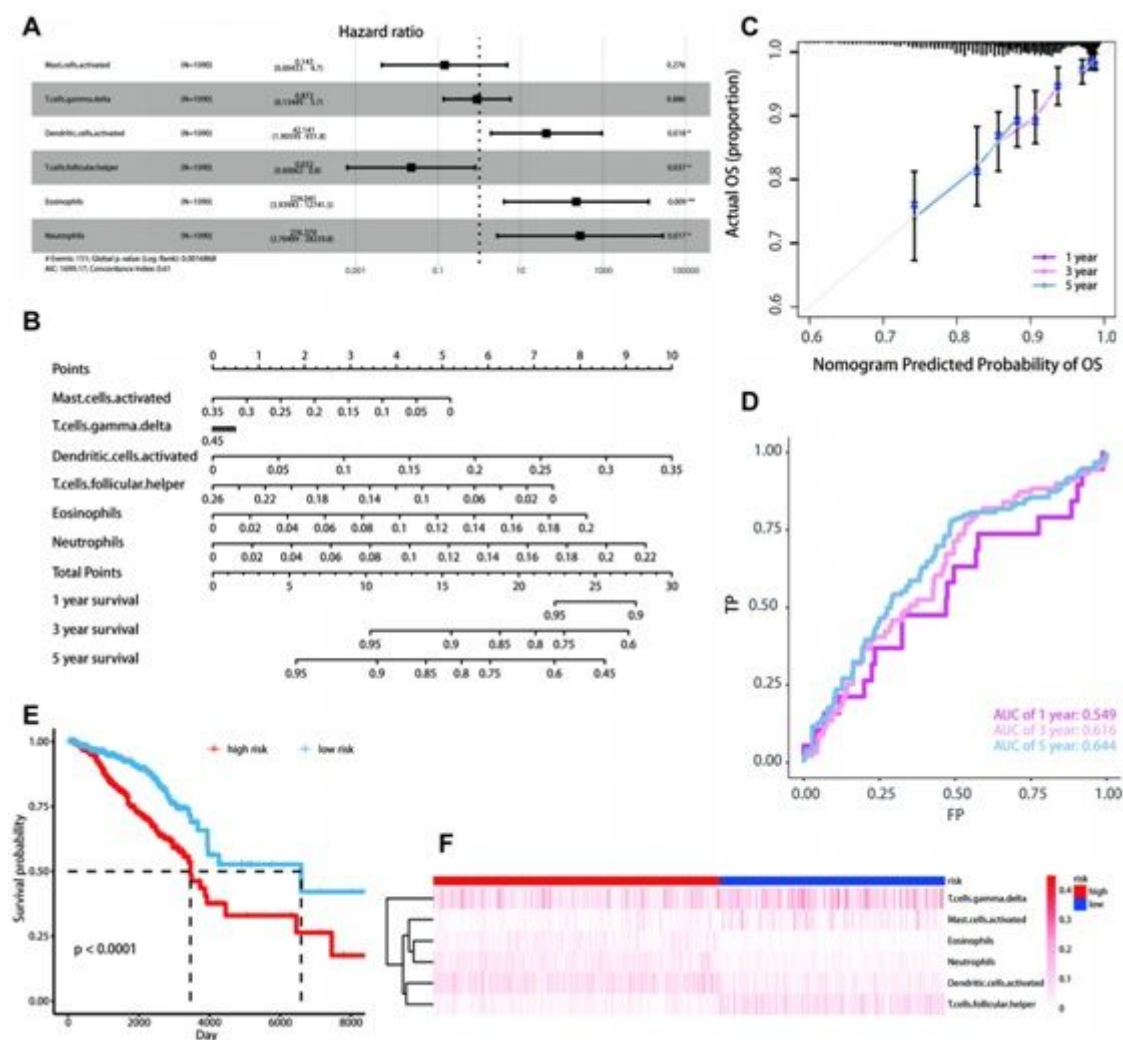 A
Hazard ratio
Mast.cells.activated (N=1090) 0.276
T.cells.gamma.delta (N=1090) 0.886
Dendritic.cells.activated (N=1090) 0.018 *
T.cells.follicular.helper (N=1090) 0.037 *
Eosinophils (N=1090) 0.009 **
Neutrophils (N=1090) 0.017 *
# Events: 151; Global p-value (Log-Rank): 0.0016868
AIC: 1699.17; Concordance Index: 0.61
0.001 0.1 10 1000 100000
B
Points
0 1 2 3 4 5 6 7 8 9 10
Mast.cells.activated
0.35 0.3 0.25 0.2 0.15 0.1 0.05 0
T.cells.gamma.delta
0.45
Dendritic.cells.activated
0 0.05 0.1 0.15 0.2 0.25 0.3 0.35
T.cells.follicular.helper
0.26 0.22 0.18 0.14 0.1 0.06 0.02 0
Eosinophils
0 0.02 0.04 0.06 0.08 0.1 0.12 0.14 0.16 0.18 0.2
Neutrophils
0 0.02 0.04 0.06 0.08 0.1 0.12 0.14 0.16 0.18 0.2 0.22
Total Points
0 5 10 15 20 25 30
1 year survival
0.95 0.9
3 year survival
0.95 0.9 0.85 0.8 0.75 0.6
5 year survival
0.95 0.9 0.85 0.8 0.75 0.6 0.45
C
Actual OS (proportion)
1.0
0.9
0.8
0.7
0.6
1 year
3 year
5 year
0.6 0.7 0.8 0.9 1.0
Nomogram Predicted Probability of OS
D
TP
1.00
0.75
0.50
0.25
0.00
AUC of 1 year: 0.549
AUC of 3 year: 0.616
AUC of 5 year: 0.644
0.00 0.25 0.50 0.75 1.00
FP
E
high risk low risk
Survival probability
1.00
0.75
0.50
0.25
0.00
p < 0.0001
0 2000 4000 6000 8000
Day
F
risk
T.cells.gamma.delta
Mast.cells.activated
Eosinophils
Neutrophils
Dendritic.cells.activated
T.cells.follicular.helper
risk
high
low
0.4
0.3
0.2
0.1
0